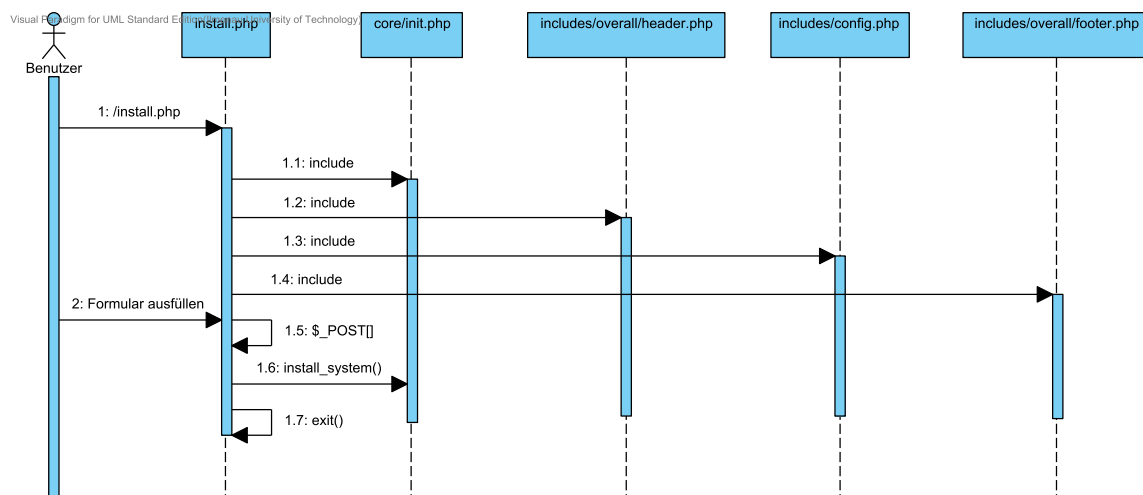 Visual Paradigm for UML Standard Edition University of Technology)
install.php
core/init.php
includes/overall/header.php
includes/config.php
includes/overall/footer.php
Benutzer
1: /install.php
1.1: include
1.2: include
1.3: include
1.4: include
2: Formular ausfüllen
1.5: $_POST[]
1.6: install_system()
1.7: exit()